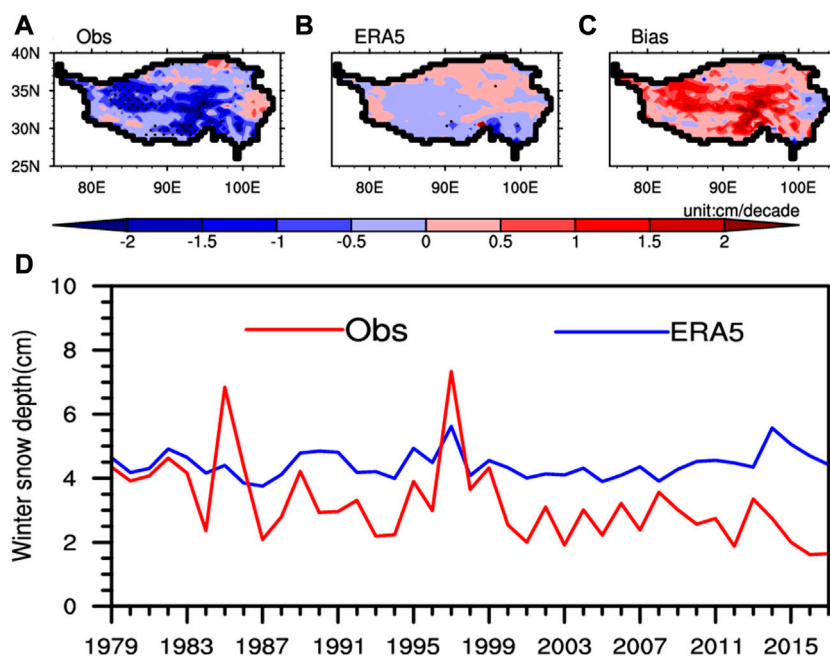 A Obs
B ERA5
C Bias
40N
35N
30N
25N
80E 90E 100E
80E 90E 100E
80E 90E 100E
unit:cm/decade
-2 -1.5 -1 -0.5 0 0.5 1 1.5 2
D
Winter snow depth(cm)
10
8
6
4
2
0
Obs
ERA5
1979 1983 1987 1991 1995 1999 2003 2007 2011 2015